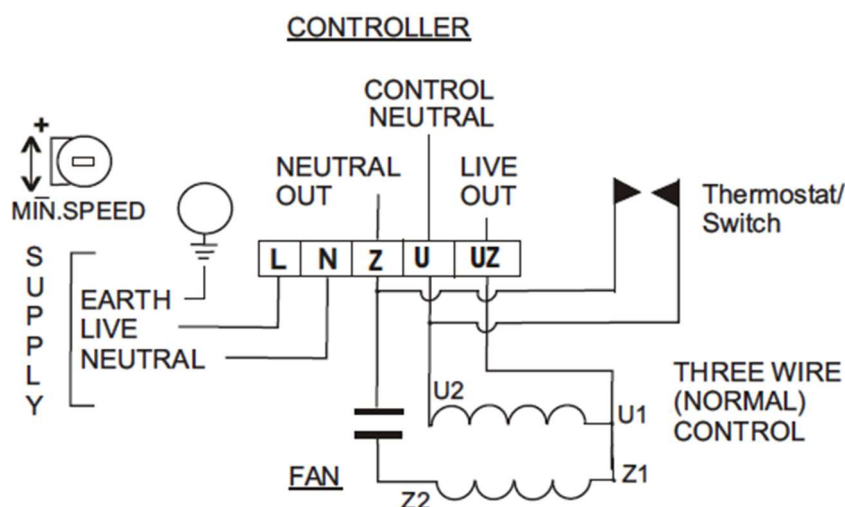 CONTROLLER
CONTROL
NEUTRAL
NEUTRAL
OUT
LIVE
OUT
+
-
MIN.SPEED
Thermostat/
Switch
L N Z U UZ
SUPPLY
EARTH
LIVE
NEUTRAL
U2
U1
THREE WIRE
(NORMAL)
CONTROL
FAN
Z2
Z1